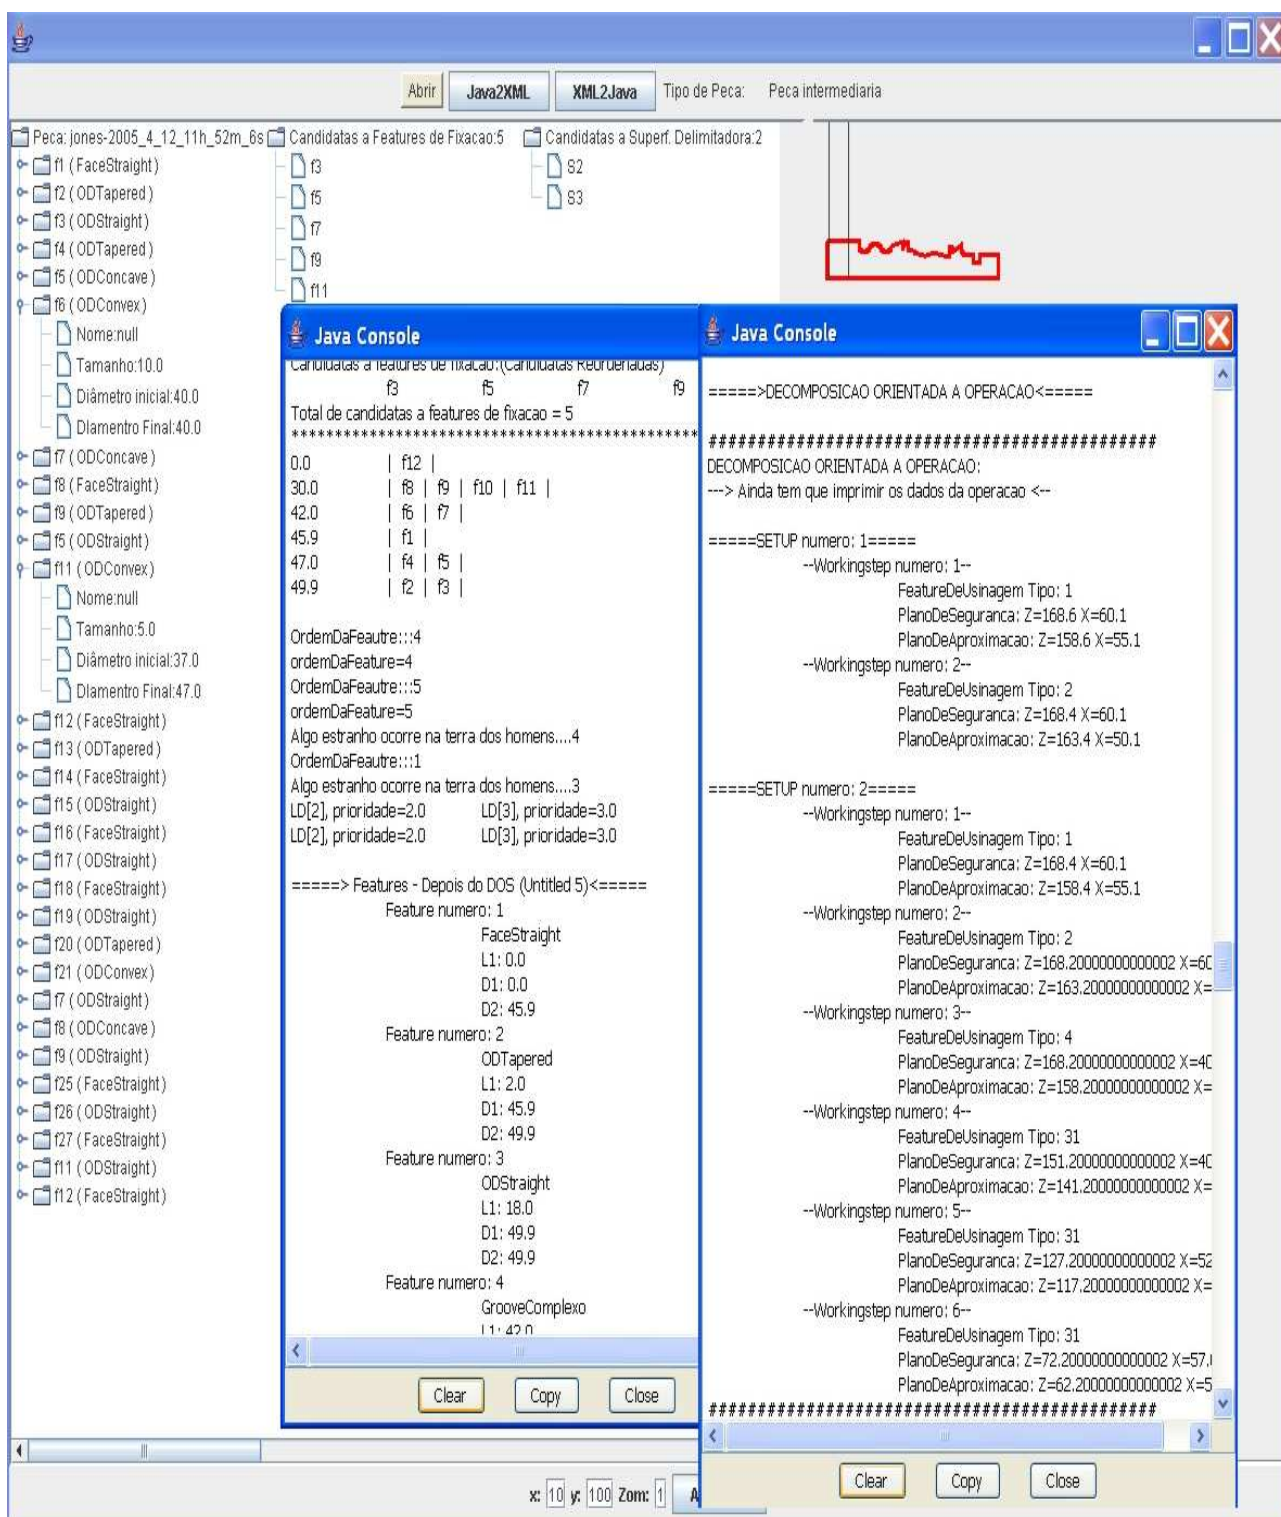 Abrir Java2XML XML2Java Tipo de Peca: Peca intermediaria
Peca: jones-2005_4_12_11h_52m_6s
f1 (FaceStraight)
f2 (ODTapered)
f3 (ODStraight)
f4 (ODTapered)
f5 (ODConcave)
f6 (ODConvex)
Nome:null
Tamanho:10.0
Diâmetro inicial:40.0
DIamentro Final:40.0
f7 (ODConcave)
f8 (FaceStraight)
f9 (ODTapered)
f5 (ODStraight)
f11 (ODConvex)
Nome:null
Tamanho:5.0
Diâmetro inicial:37.0
DIamentro Final:47.0
f12 (FaceStraight)
f13 (ODTapered)
f14 (FaceStraight)
f15 (ODStraight)
f16 (FaceStraight)
f17 (ODStraight)
f18 (FaceStraight)
f19 (ODStraight)
f20 (ODTapered)
f21 (ODConvex)
f7 (ODStraight)
f8 (ODConcave)
f9 (ODStraight)
f25 (FaceStraight)
f26 (ODStraight)
f27 (FaceStraight)
f11 (ODStraight)
f12 (FaceStraight)
Candidatas a Features de Fixacao:5
f3
f5
f7
f9
f11
Candidatas a Superf. Delimitadora:2
S2
S3
Java Console
Candidatas a features de fixacao:(Candidatas Reordenadas)
f3 f5 f7 f9
Total de candidatas a features de fixacao = 5
***********************************************
0.0 | f12 |
30.0 | f8 | f9 | f10 | f11 |
42.0 | f6 | f7 |
45.9 | f1 |
47.0 | f4 | f5 |
49.9 | f2 | f3 |
OrdemDaFeautre:::4
ordemDaFeature=4
OrdemDaFeautre:::5
ordemDaFeature=5
Algo estranho ocorre na terra dos homens....4
OrdemDaFeautre:::1
Algo estranho ocorre na terra dos homens....3
LD[2], prioridade=2.0 LD[3], prioridade=3.0
LD[2], prioridade=2.0 LD[3], prioridade=3.0
=====> Features - Depois do DOS (Untitled 5)<=====
Feature numero: 1
FaceStraight
L1: 0.0
D1: 0.0
D2: 45.9
Feature numero: 2
ODTapered
L1: 2.0
D1: 45.9
D2: 49.9
Feature numero: 3
ODStraight
L1: 18.0
D1: 49.9
D2: 49.9
Feature numero: 4
GrooveComplexo
L1: 42.0
Clear Copy Close
Java Console
=====>DECOMPOSICAO ORIENTADA A OPERACAO<=====
##############################################
DECOMPOSICAO ORIENTADA A OPERACAO:
---> Ainda tem que imprimir os dados da operacao <--
=====SETUP numero: 1=====
--Workingstep numero: 1--
FeatureDeUsinagem Tipo: 1
PlanoDeSeguranca: Z=168.6 X=60.1
PlanoDeAproximacao: Z=158.6 X=55.1
--Workingstep numero: 2--
FeatureDeUsinagem Tipo: 2
PlanoDeSeguranca: Z=168.4 X=60.1
PlanoDeAproximacao: Z=163.4 X=50.1
=====SETUP numero: 2=====
--Workingstep numero: 1--
FeatureDeUsinagem Tipo: 1
PlanoDeSeguranca: Z=168.4 X=60.1
PlanoDeAproximacao: Z=158.4 X=55.1
--Workingstep numero: 2--
FeatureDeUsinagem Tipo: 2
PlanoDeSeguranca: Z=168.20000000000002 X=60
PlanoDeAproximacao: Z=163.20000000000002 X=
--Workingstep numero: 3--
FeatureDeUsinagem Tipo: 4
PlanoDeSeguranca: Z=168.20000000000002 X=40
PlanoDeAproximacao: Z=158.20000000000002 X=
--Workingstep numero: 4--
FeatureDeUsinagem Tipo: 31
PlanoDeSeguranca: Z=151.20000000000002 X=40
PlanoDeAproximacao: Z=141.20000000000002 X=
--Workingstep numero: 5--
FeatureDeUsinagem Tipo: 31
PlanoDeSeguranca: Z=127.20000000000002 X=52
PlanoDeAproximacao: Z=117.20000000000002 X=
--Workingstep numero: 6--
FeatureDeUsinagem Tipo: 31
PlanoDeSeguranca: Z=72.20000000000002 X=57.
PlanoDeAproximacao: Z=62.20000000000002 X=5
##############################################
Clear Copy Close
x: 10 y: 100 Zom: 1 A